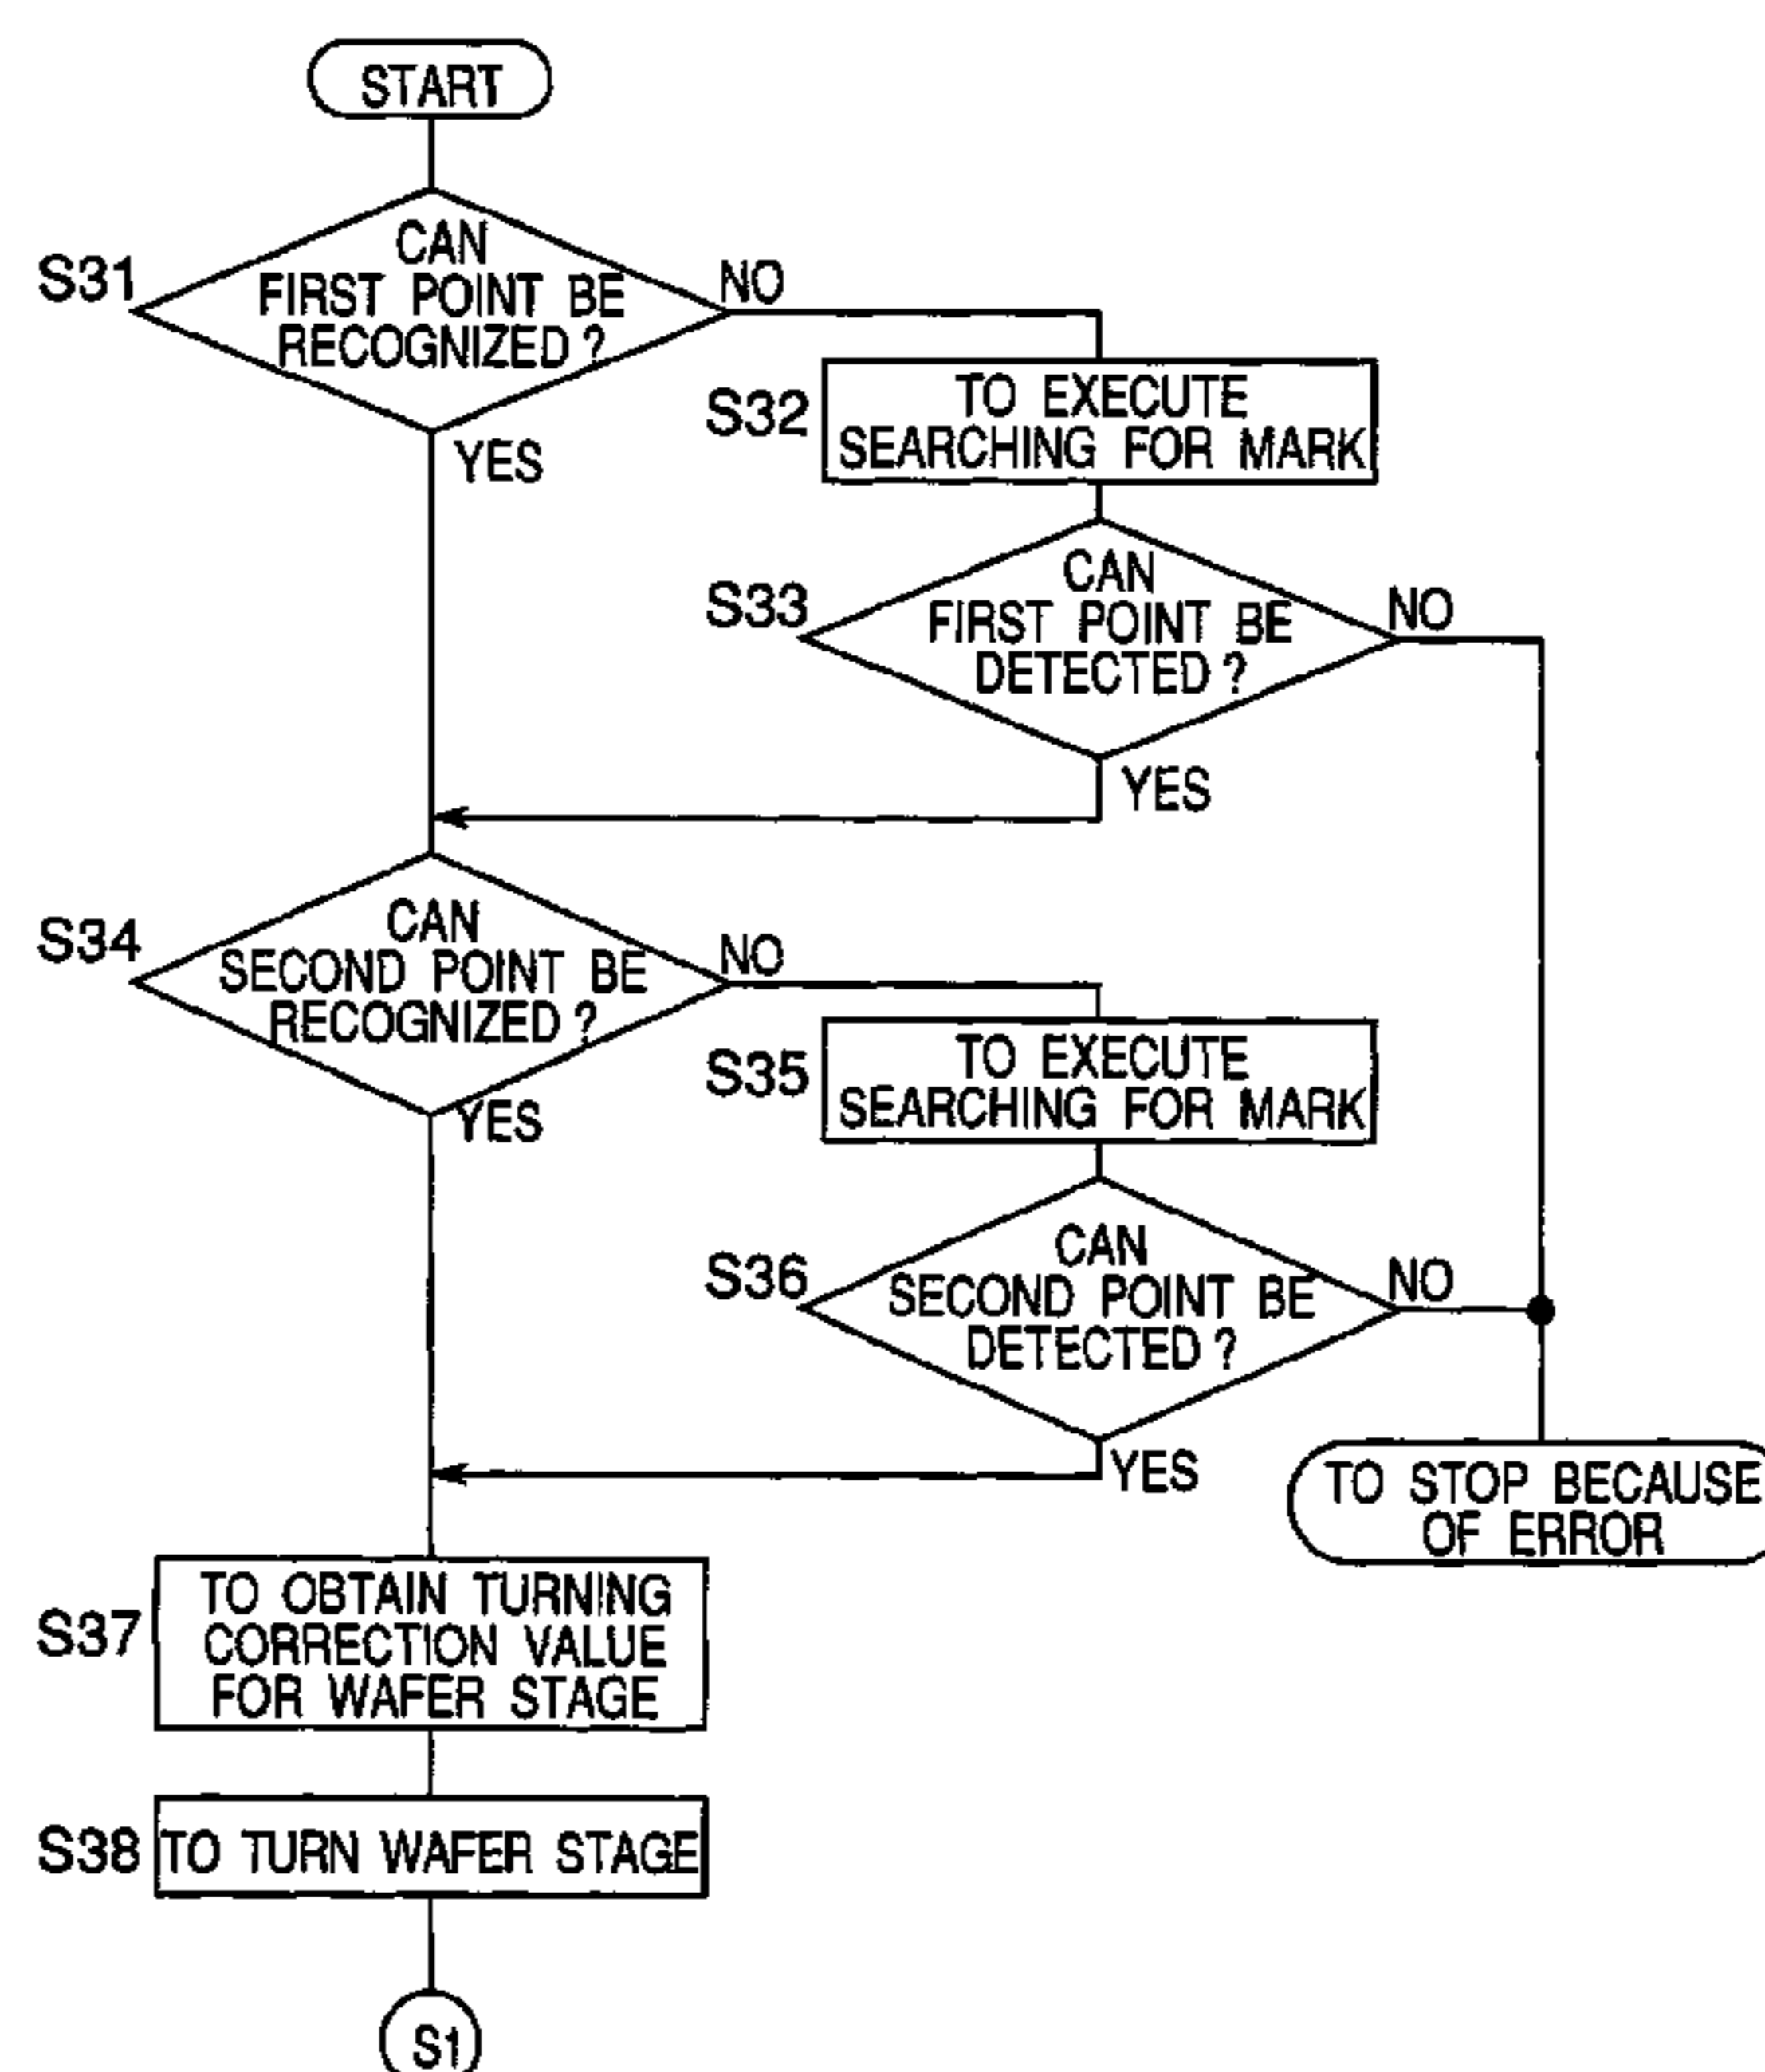 START
S31
CAN
FIRST POINT BE
RECOGNIZED ?
NO
YES
S32
TO EXECUTE
SEARCHING FOR MARK
S33
CAN
FIRST POINT BE
DETECTED ?
NO
YES
S34
CAN
SECOND POINT BE
RECOGNIZED ?
NO
YES
S35
TO EXECUTE
SEARCHING FOR MARK
S36
CAN
SECOND POINT BE
DETECTED ?
NO
YES
TO STOP BECAUSE
OF ERROR
S37
TO OBTAIN TURNING
CORRECTION VALUE
FOR WAFER STAGE
S38
TO TURN WAFER STAGE
S1